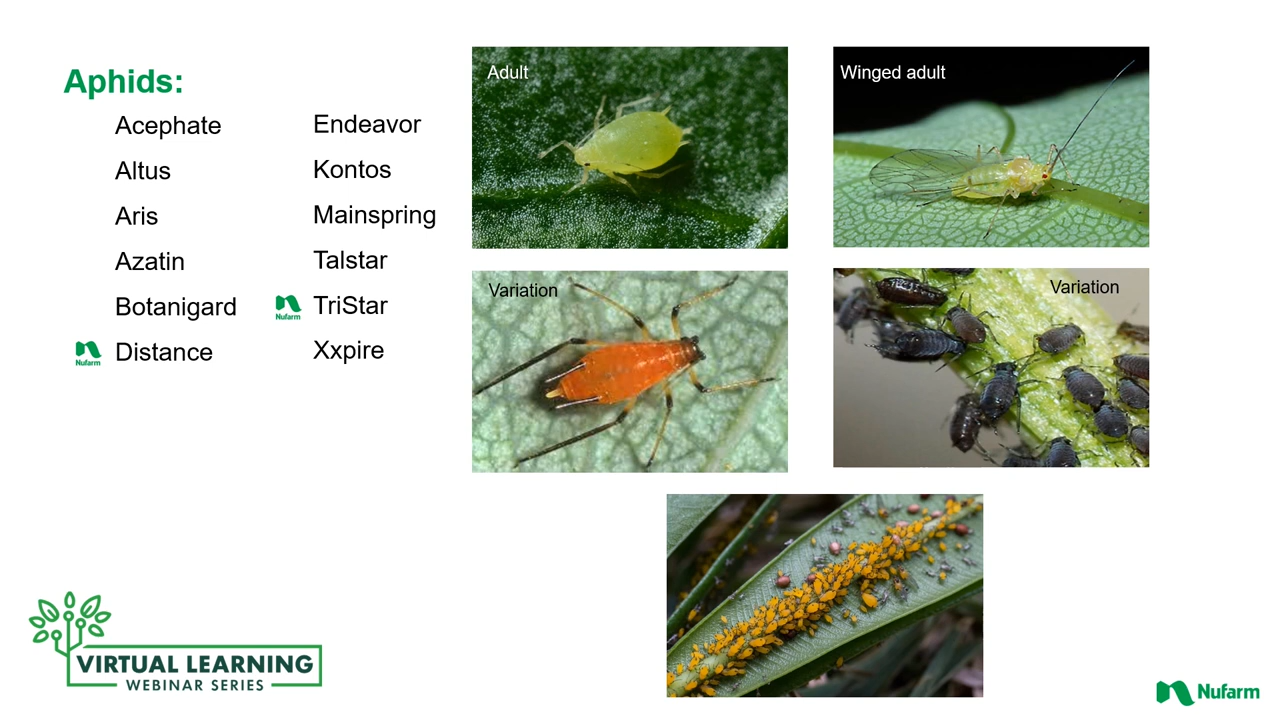 Aphids:
Acephate
Altus
Aris
Azatin
Botanigard
Nufarm
Distance
Endeavor
Kontos
Mainspring
Talstar
Nufarm
TriStar
Xxpire
Adult
Winged adult
Variation
Variation
VIRTUAL LEARNING
WEBINAR SERIES
Nufarm